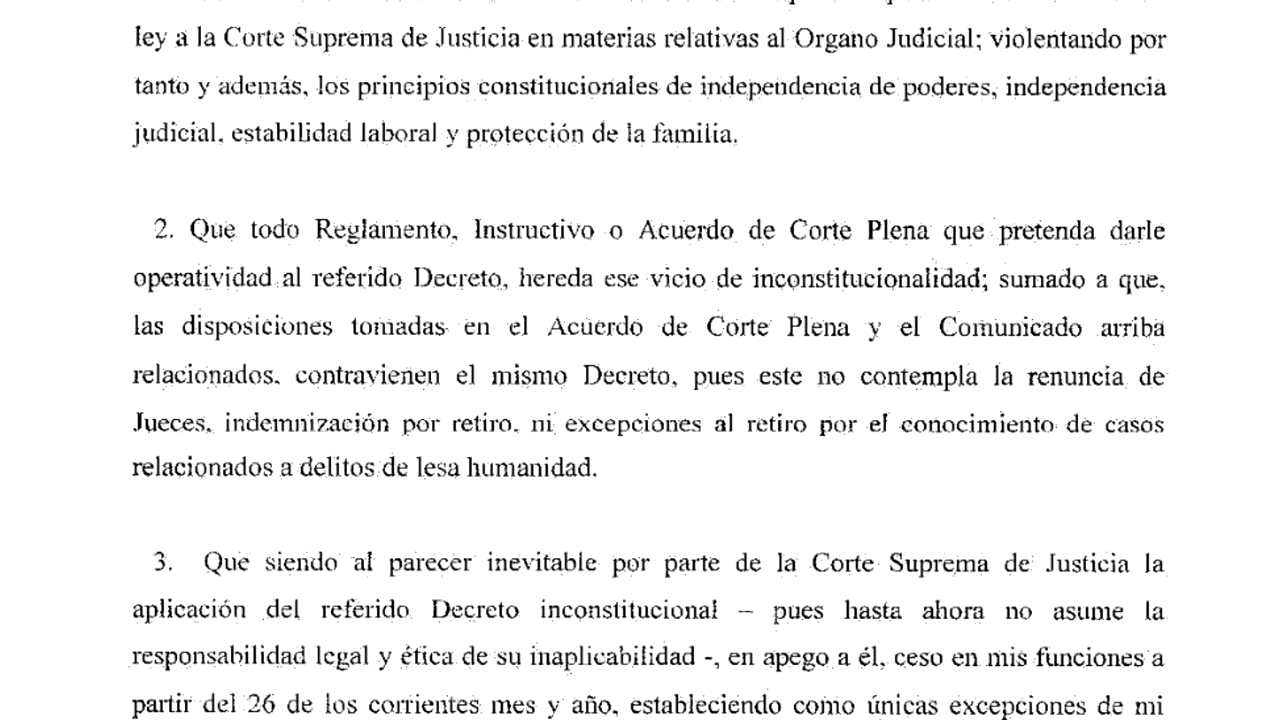 ley a la Corte Suprema de Justicia en materias relativas al Organo Judicial; violentando por
tanto y además, los principios constitucionales de independencia de poderes, independencia
judicial, estabilidad laboral y protección de la familia.
2. Que todo Reglamento, Instructivo o Acuerdo de Corte Plena que pretenda darle
operatividad al referido Decreto, hereda ese vicio de inconstitucionalidad; sumado a que,
las disposiciones tomadas en el Acuerdo de Corte Plena y el Comunicado arriba
relacionados, contravienen el mismo Decreto, pues este no contempla la renuncia de
Jueces, indemnización por retiro, ni excepciones al retiro por el conocimiento de casos
relacionados a delitos de lesa humanidad.
3. Que siendo al parecer inevitable por parte de la Corte Suprema de Justicia la
aplicación del referido Decreto inconstitucional – pues hasta ahora no asume la
responsabilidad legal y ética de su inaplicabilidad -, en apego a él, ceso en mis funciones a
partir del 26 de los corrientes mes y año, estableciendo como únicas excepciones de mi